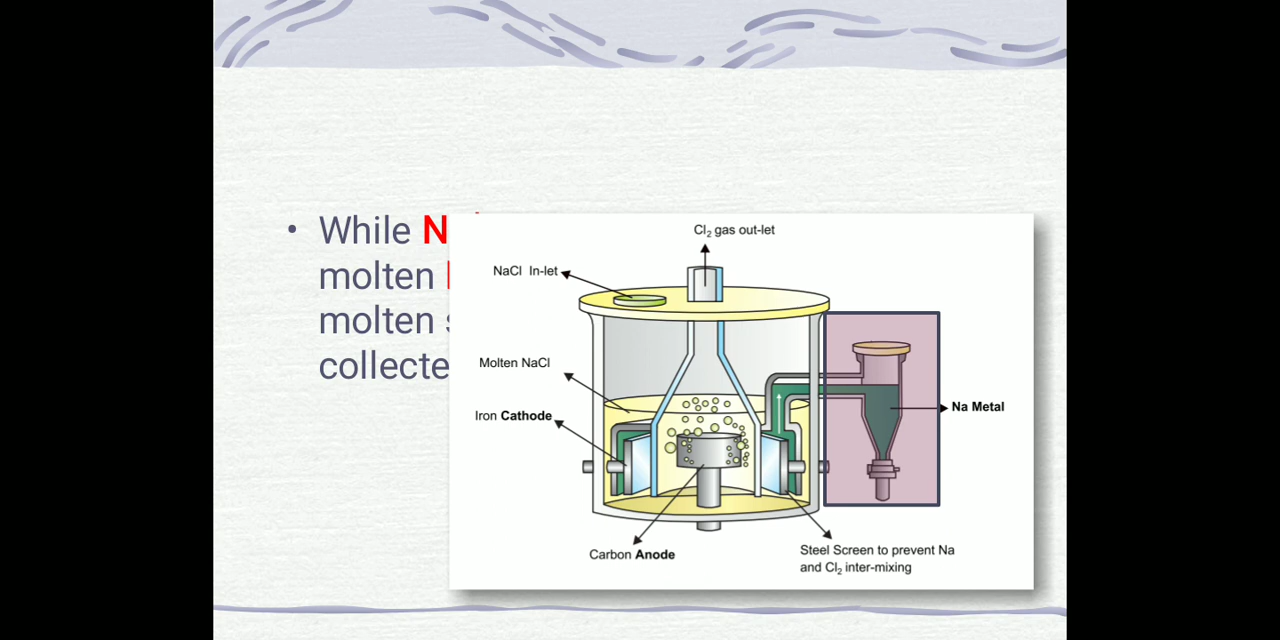 • While
molten
molten
collecte
Cl₂ gas out-let
NaCl In-let
Molten NaCl
Iron Cathode
Na Metal
Carbon Anode
Steel Screen to prevent Na
and Cl₂ inter-mixing